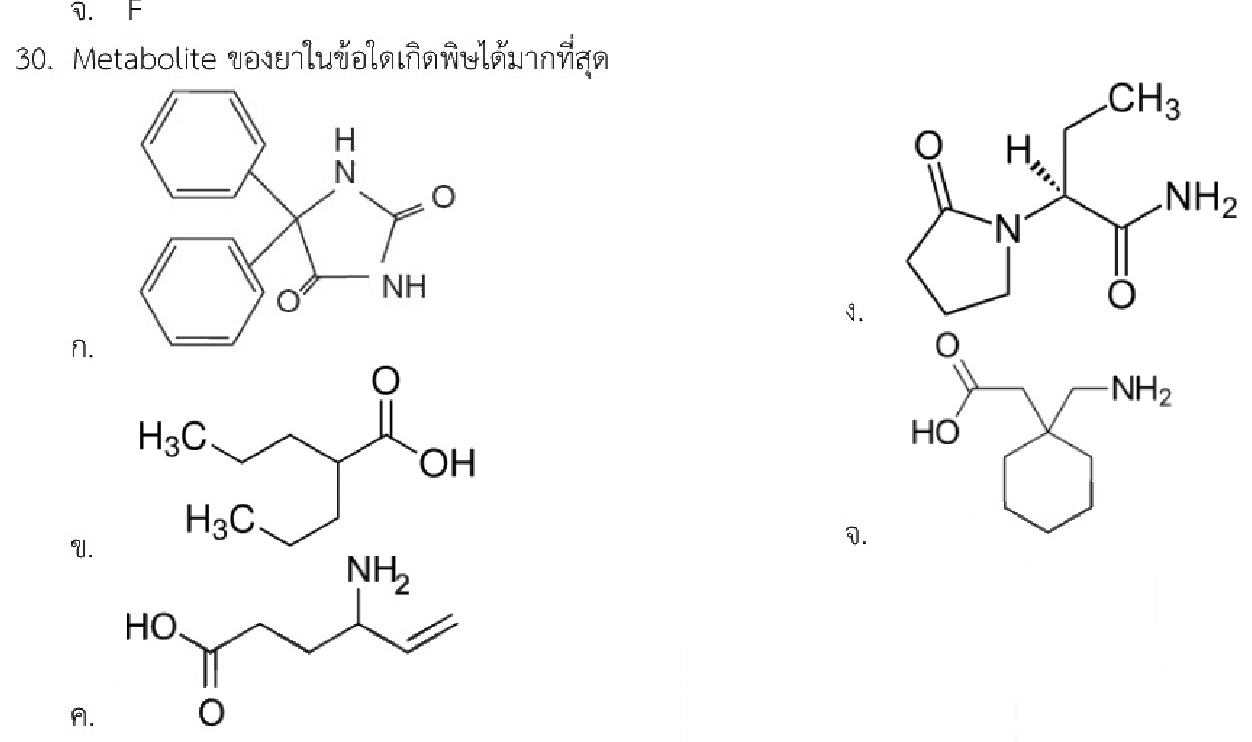 จ. F
30. Metabolite ของยาในข้อใดเกิดพิษได้มากที่สุด
H
N
O
NH
O
ก.
O
H₃C
OH
H₃C
ข.
NH₂
HO
O
ค.
CH₃
O
H
NH₂
N
O
ง.
O
NH₂
HO
จ.